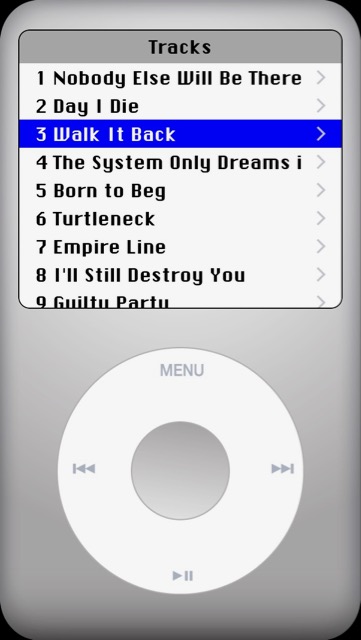 Tracks
1 Nobody Else Will Be There
2 Day I Die
3 Walk It Back
4 The System Only Dreams i
5 Born to Beg
6 Turtleneck
7 Empire Line
8 I'll Still Destroy You
9 Guilty Party
MENU